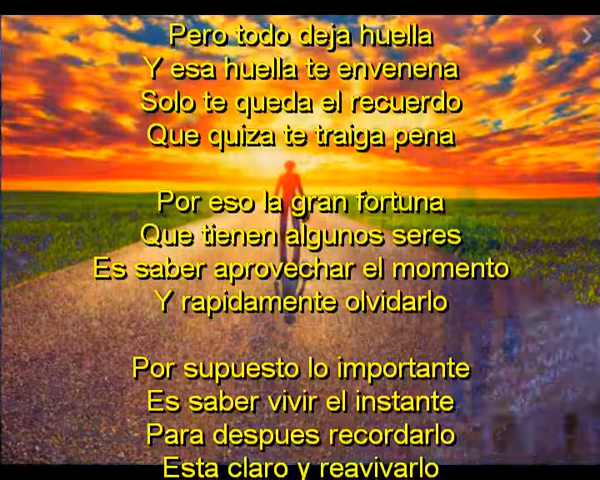 Pero todo deja huella
Y esa huella te envenena
Solo te queda el recuerdo
Que quiza te traiga pena
Por eso la gran fortuna
Que tienen algunos seres
Es saber aprovechar el momento
Y rapidamente olvidarlo
Por supuesto lo importante
Es saber vivir el instante
Para despues recordarlo
Esta claro y reavivarlo